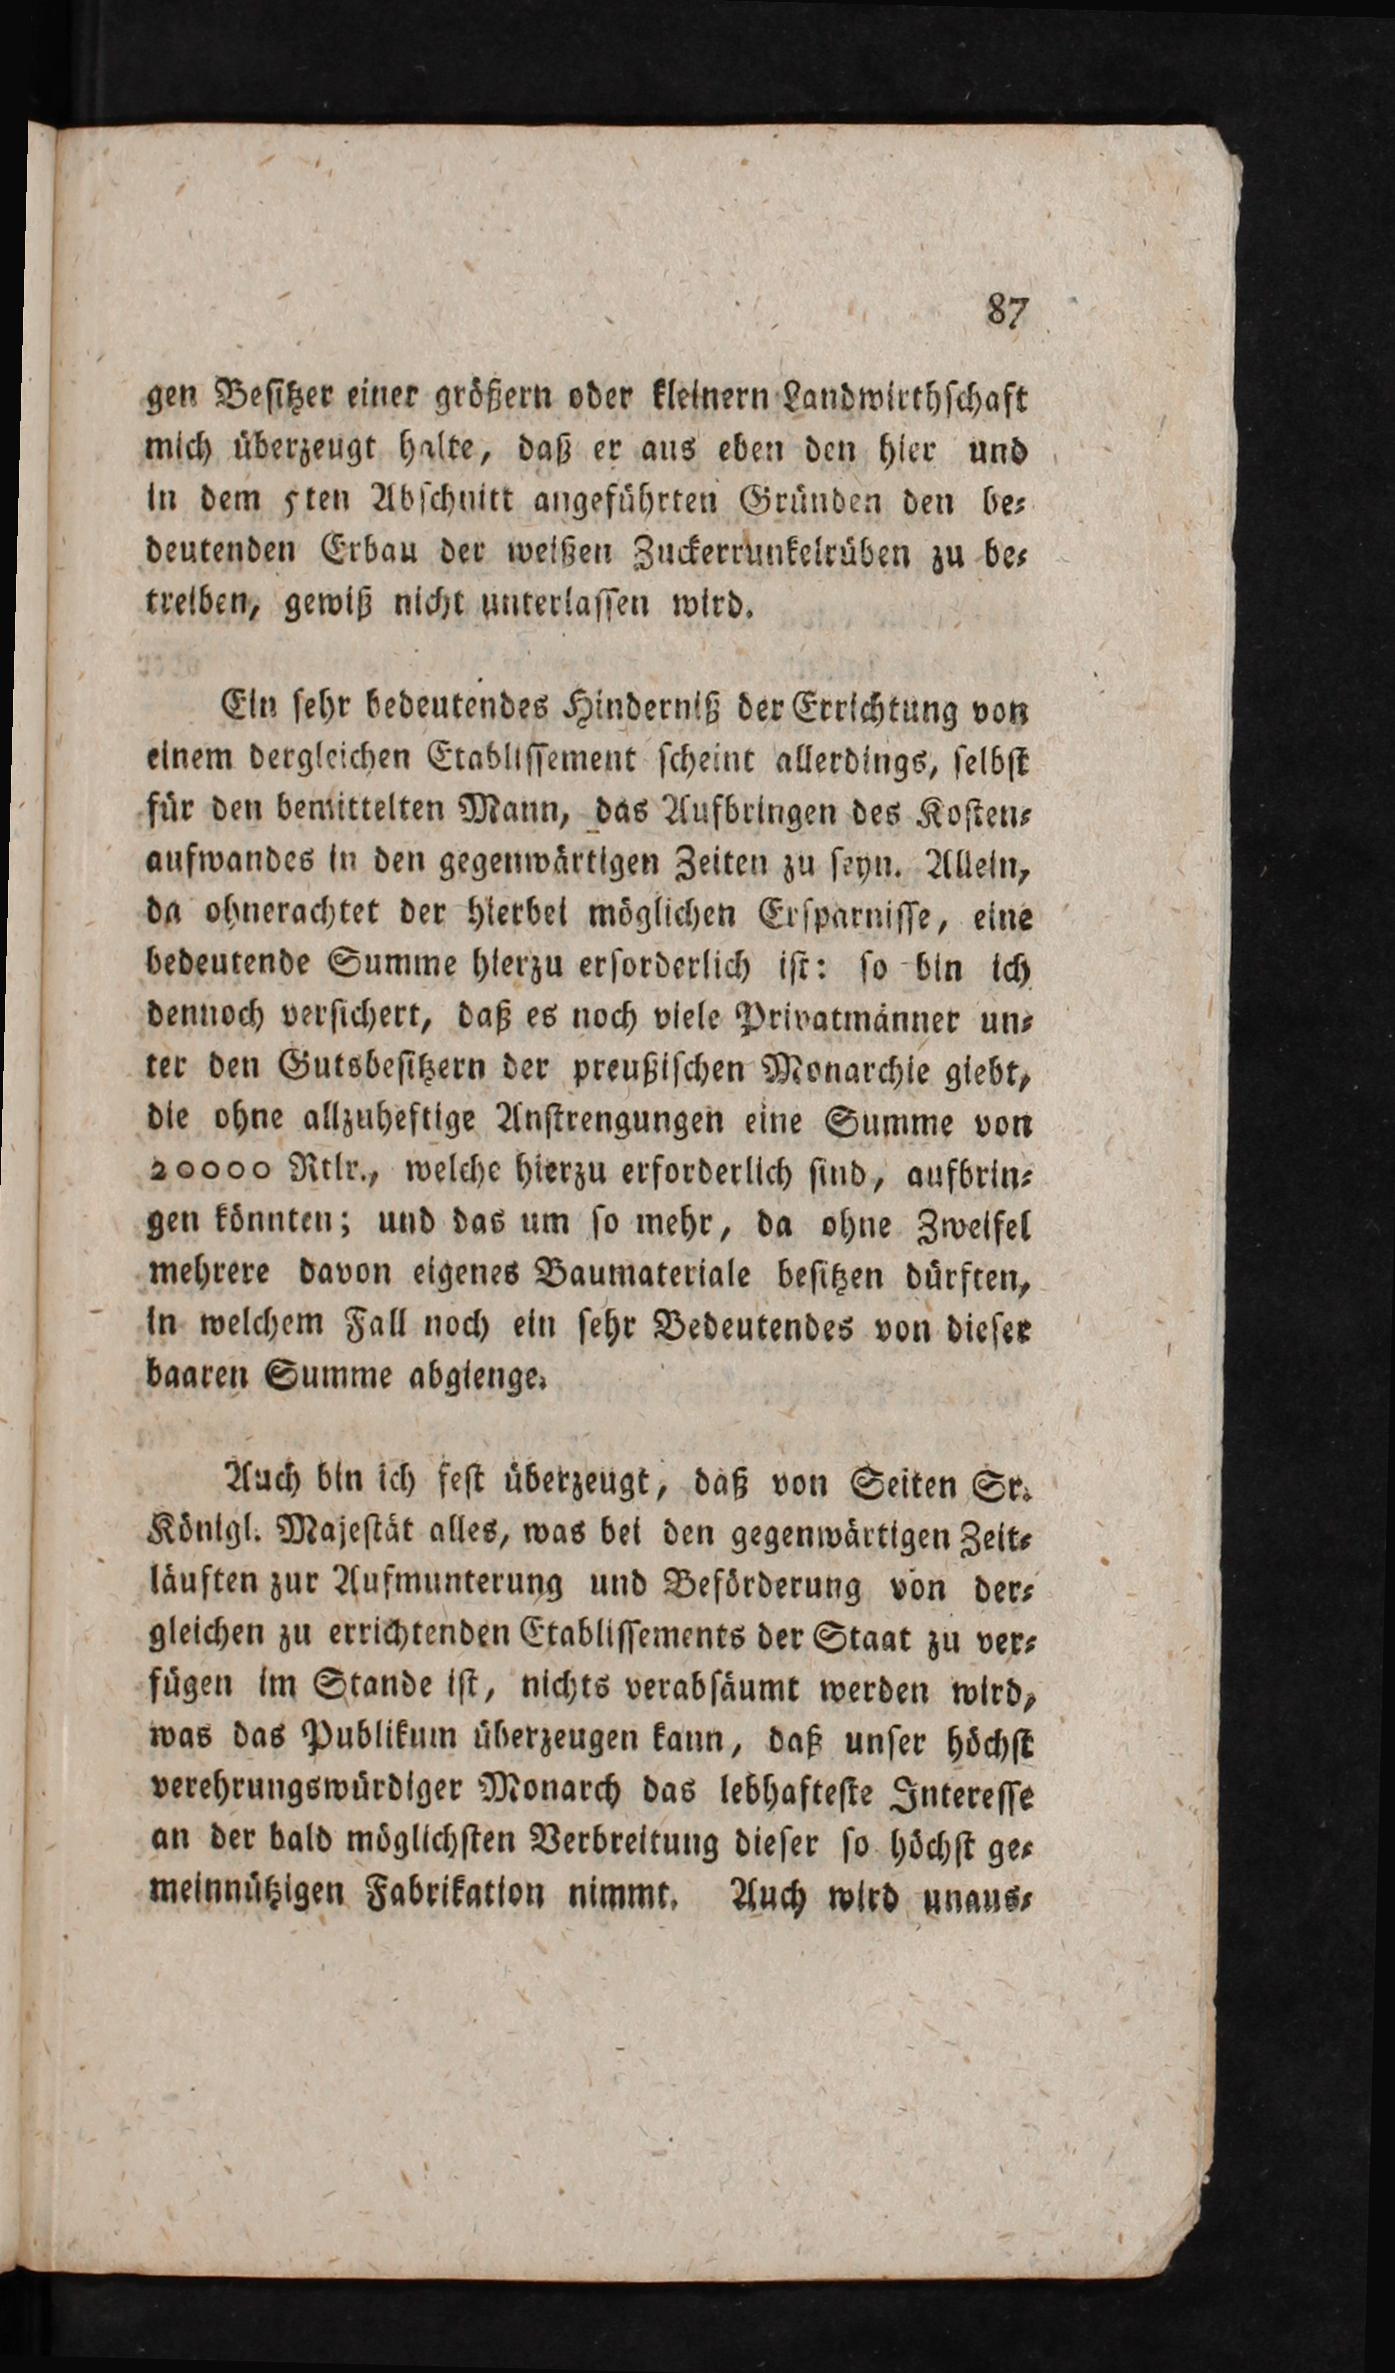 87
gen Beſitzer einer größern oder kleinern Landwirthſchaft
mich überzeugt halte, daß er aus eben den hier und
in dem 5ten Abſchnitt angeführten Gründen den be⸗
deutenden Erbau der weißen Zuckerrunkelrüben zu be⸗
treiben, gewiß nicht unterlaſſen wird.
Ein ſehr bedeutendes Hinderniß der Errichtung von
einem dergleichen Etabliſſement ſcheint allerdings, ſelbſt
für den bemittelten Mann, das Aufbringen des Koſten⸗
aufwandes in den gegenwärtigen Zeiten zu ſeyn. Allein,
da ohnerachtet der hierbei möglichen Erſparniſſe, eine
bedeutende Summe hierzu erforderlich iſt: ſo bin ich
dennoch verſichert, daß es noch viele Privatmänner un⸗
ter den Gutsbeſitzern der preußiſchen Monarchie giebt,
die ohne allzuheftige Anſtrengungen eine Summe von
20000 Rtlr., welche hierzu erforderlich ſind, aufbrin⸗
gen könnten; und das um ſo mehr, da ohne Zweifel
mehrere davon eigenes Baumateriale beſitzen dürften,
in welchem Fall noch ein ſehr Bedeutendes von dieſer
baaren Summe abgienge.
Auch bin ich feſt überzeugt, daß von Seiten Sr.
Königl. Majeſtät alles, was bei den gegenwärtigen Zeit⸗
läuften zur Aufmunterung und Beförderung von der⸗
gleichen zu errichtenden Etabliſſements der Staat zu ver⸗
fügen im Stande iſt, nichts verabſäumt werden wird,
was das Publikum überzeugen kann, daß unſer höchſt
verehrungswürdiger Monarch das lebhafteſte Intereſſe
an der bald möglichſten Verbreitung dieſer ſo höchſt ge⸗
meinnützigen Fabrikation nimmt. Auch wird unaus⸗